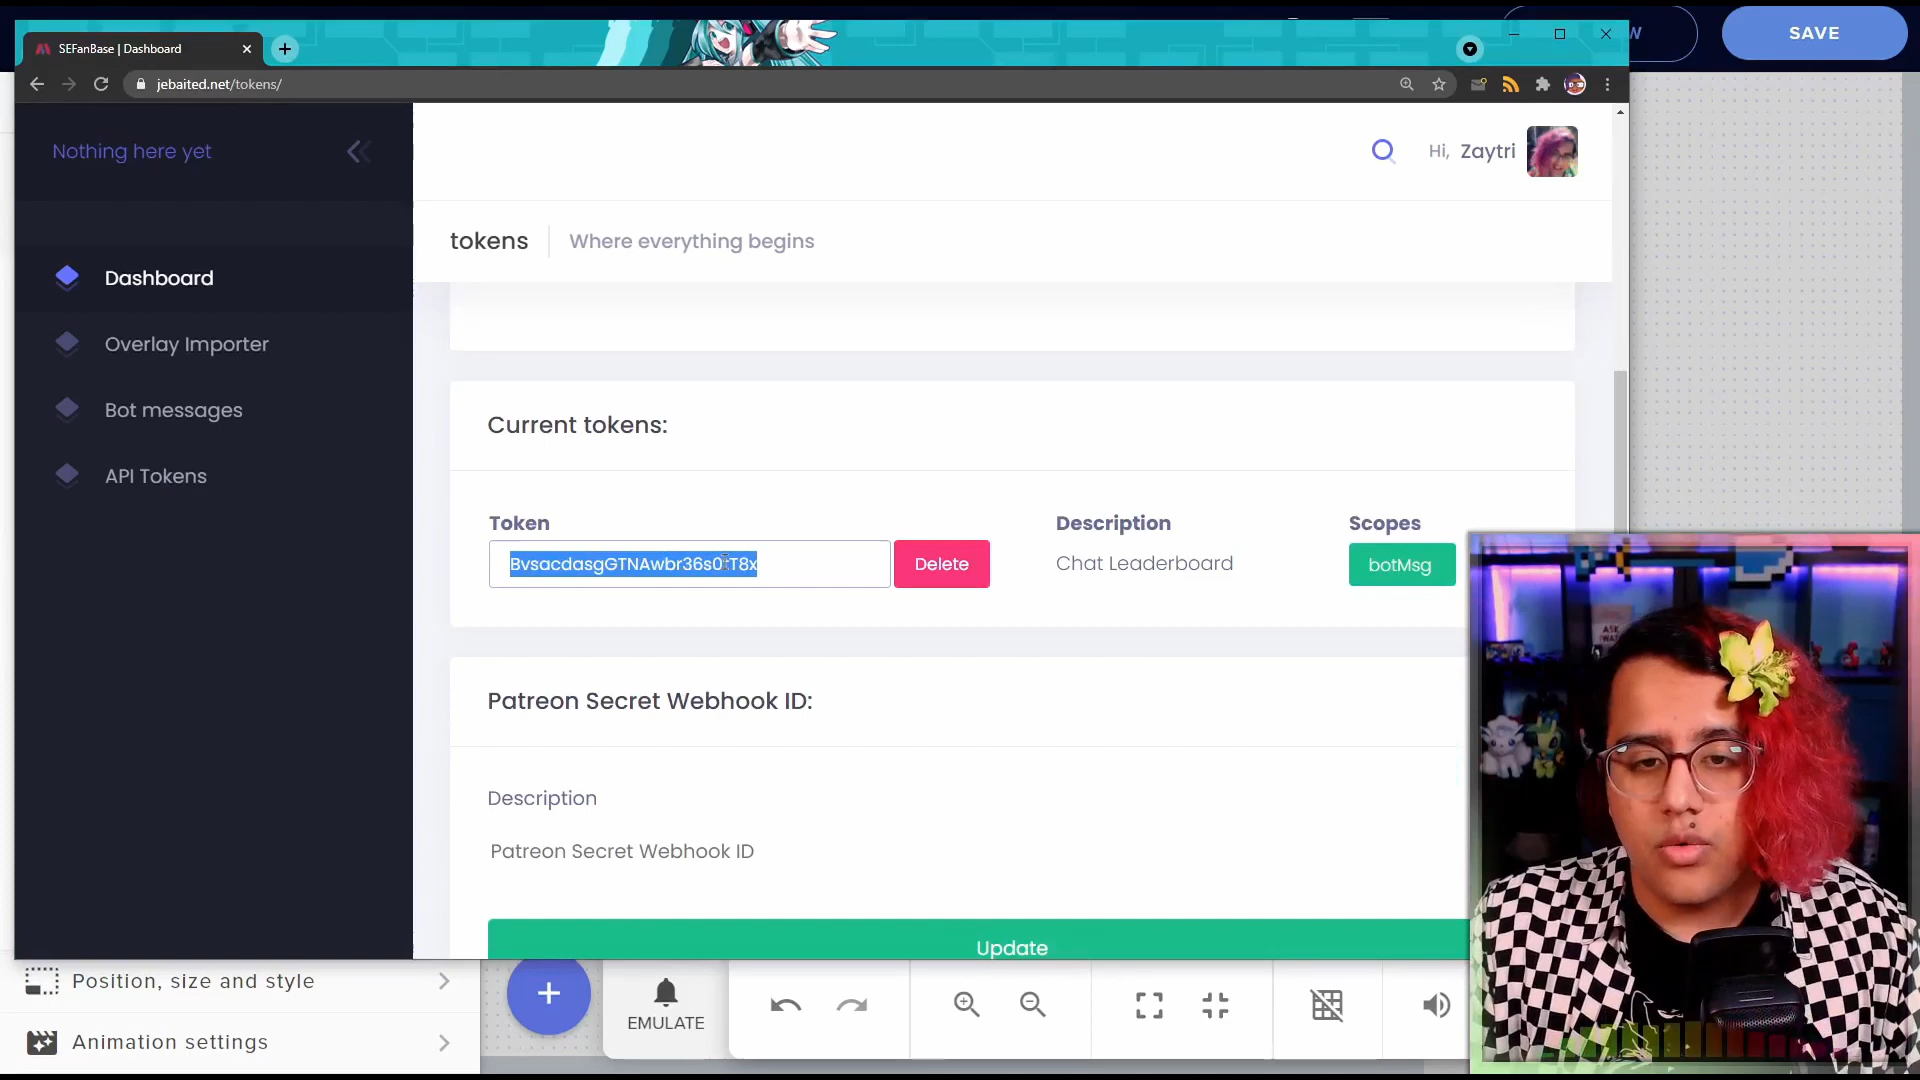 W
SAVE
SEFanBase | Dashboard
jebaited.net/tokens/
Nothing here yet
Hi, Zaytri
tokens
Where everything begins
Dashboard
Overlay Importer
Bot messages
API Tokens
Current tokens:
Token
Description
Scopes
Delete
Chat Leaderboard
botMsg
Patreon Secret Webhook ID:
Description
Patreon Secret Webhook ID
Update
Position, size and style
EMULATE
Animation settings